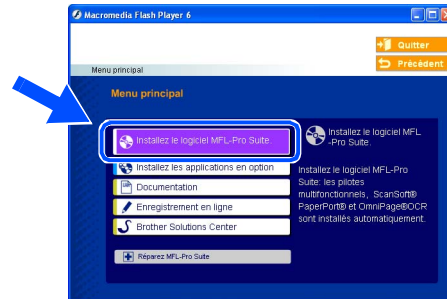 Macromedia Flash Player 6
Quitter
Précédent
Menu principal
Menu principal
Installez le logiciel MFL-Pro Suite.
Installez les applications en option
Documentation
Enregistrement en ligne
Brother Solutions Center
Réparez MFL-Pro Suite
Installez le logiciel MFL
-Pro Suite.
Installez le logiciel MFL-Pro
Suite: les pilotes
multifonctionnels, ScanSoft®
PaperPort® et OmniPage®OCR
sont installés automatiquement.